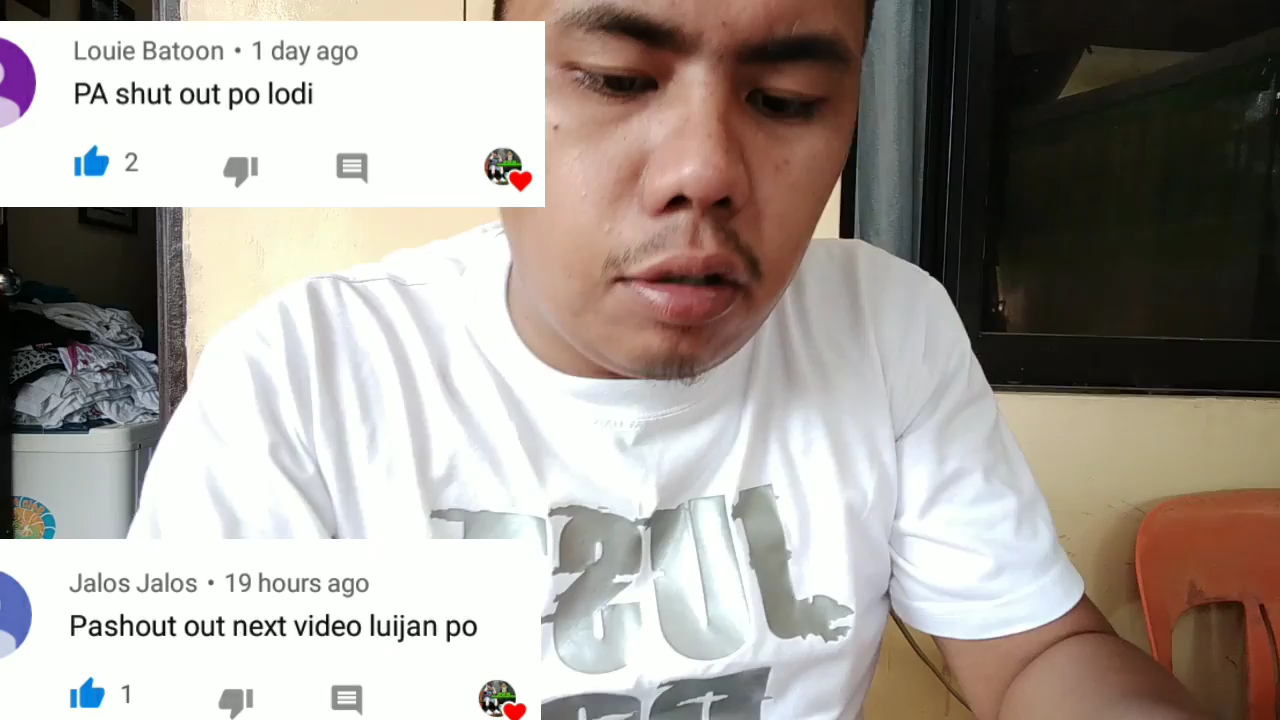 Louie Batoon • 1 day ago
PA shut out po lodi
2
Jalos Jalos • 19 hours ago
Pashout out next video luijan po
1